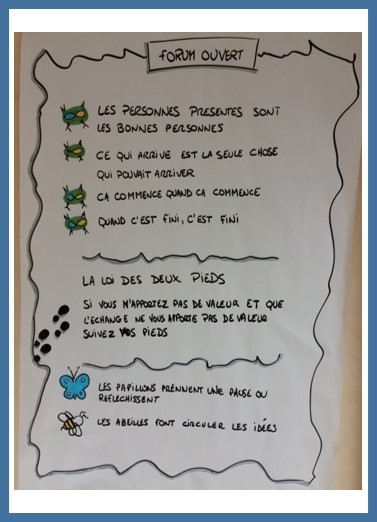 FORUM OUVERT
LES PERSONNES PRESENTES SONT
LES BONNES PERSONNES
CE QUI ARRIVE EST LA SEULE CHOSE
QUI POUVAIT ARRIVER
CA COMMENCE QUAND CA COMMENCE
QUAND C'EST FINI, C'EST FINI
LA LOI DES DEUX PIEDS
SI VOUS N'APPORTEZ PAS DE VALEUR ET QUE
L'ECHANGE NE VOUS APPORTE PAS DE VALEUR
SUIVEZ VOS PIEDS
LES PAPILLONS PRENNENT UNE PAUSE OU
REFLECHISSENT
LES ABEILLES FONT CIRCULER LES IDÉES